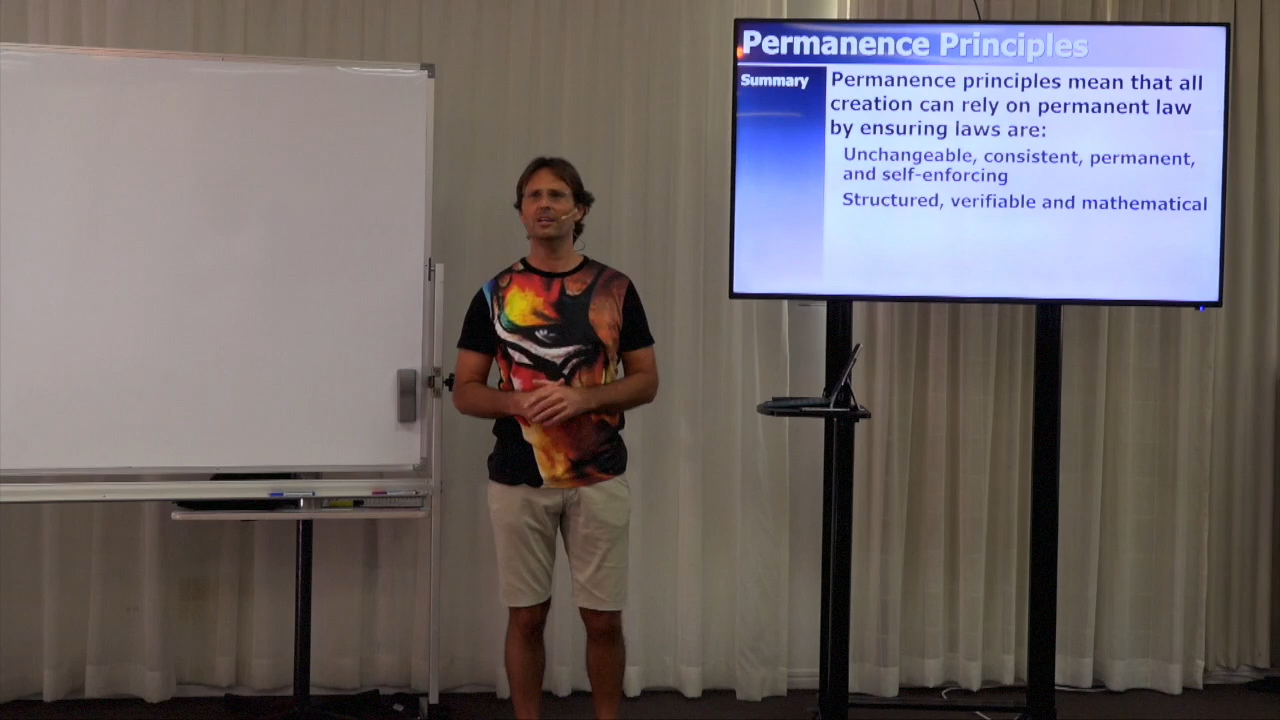 Permanence Principles
Summary
Permanence principles mean that all
creation can rely on permanent law
by ensuring laws are:
Unchangeable, consistent, permanent,
and self-enforcing
Structured, verifiable and mathematical